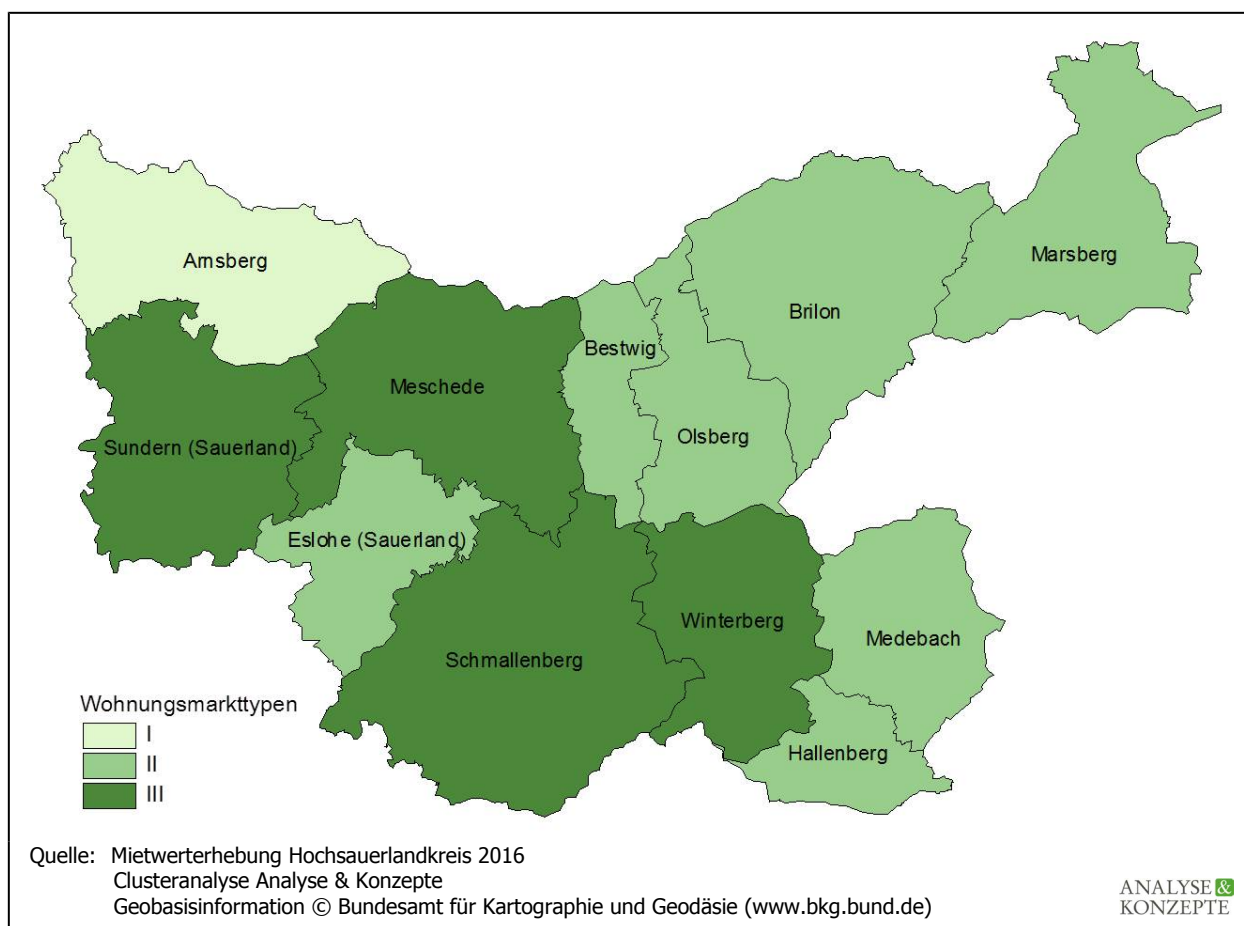 Arnsberg
Marsberg
Brilon
Bestwig
Meschede
Olsberg
Sundern (Sauerland)
Eslohe (Sauerland)
Winterberg
Medebach
Schmallenberg
Hallenberg
Wohnungsmarkttypen
I
II
III
Quelle: Mietwerterhebung Hochsauerlandkreis 2016
Clusteranalyse Analyse & Konzepte
Geobasisinformation © Bundesamt für Kartographie und Geodäsie (www.bkg.bund.de)
ANALYSE &
KONZEPTE